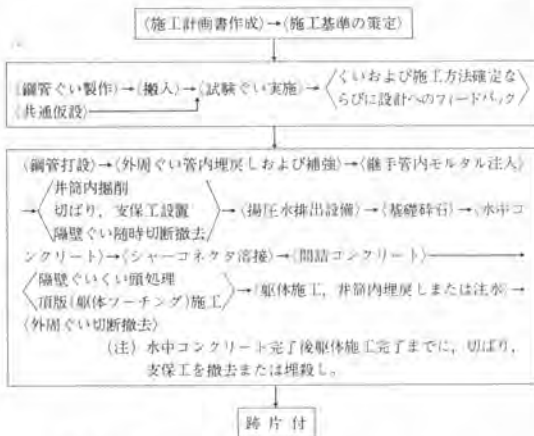 〈施工計画書作成〉→〈施工基準の策定〉
〈鋼管ぐい製作〉→〈搬入〉→〈試験ぐい実施〉→〈くいおよび施工方法確定な
〈共通仮設〉 らびに設計へのフィードバック〉
〈鋼管打設〉→〈外周ぐい管内埋戻しおよび補強〉→〈継手管内モルタル注入〉
〈井筒内掘削
→ 切ばり，支保工設置 →〈揚圧水排出設備〉→〈基礎砕石〉→〈水中コ
隔壁ぐい随時切断撤去〉
ンクリート〉→〈シャーコネクタ溶接〉→〈間詰コンクリート〉→
〈隔壁ぐいくい頭処理
頂版(躯体フーチング)施工〉→〈躯体施工，井筒内埋戻しまたは注水〉→
〈外周ぐい切断撤去〉
(注) 水中コンクリート完了後躯体施工完了までに，切ばり，
支保工を撤去または埋殺し。
跡片付